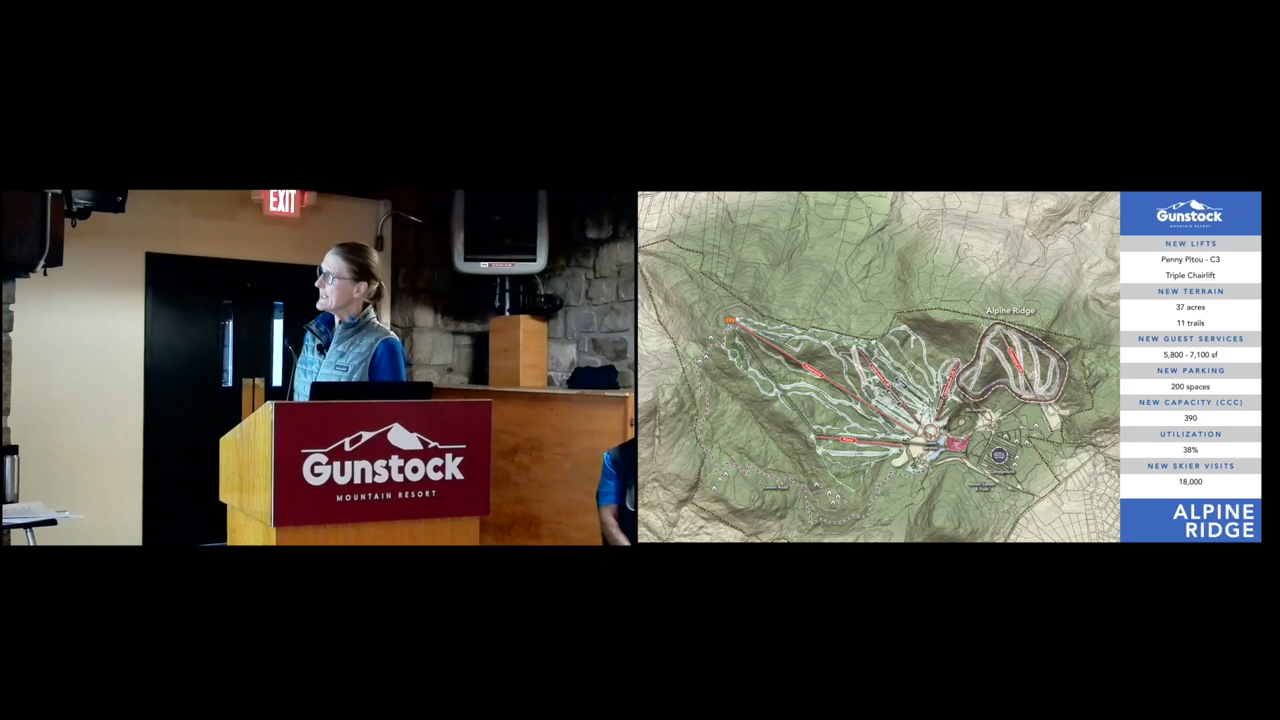 EXIT
GUNSTOCK
MOUNTAIN RESORT
Alpine Ridge
GUNSTOCK
MOUNTAIN RESORT
NEW LIFTS
Penny Pitou - C3
Triple Chairlift
NEW TERRAIN
37 acres
11 trails
NEW GUEST SERVICES
5,800 - 7,100 sf
NEW PARKING
200 spaces
NEW CAPACITY (CCC)
390
UTILIZATION
38%
NEW SKIER VISITS
18,000
ALPINE
RIDGE